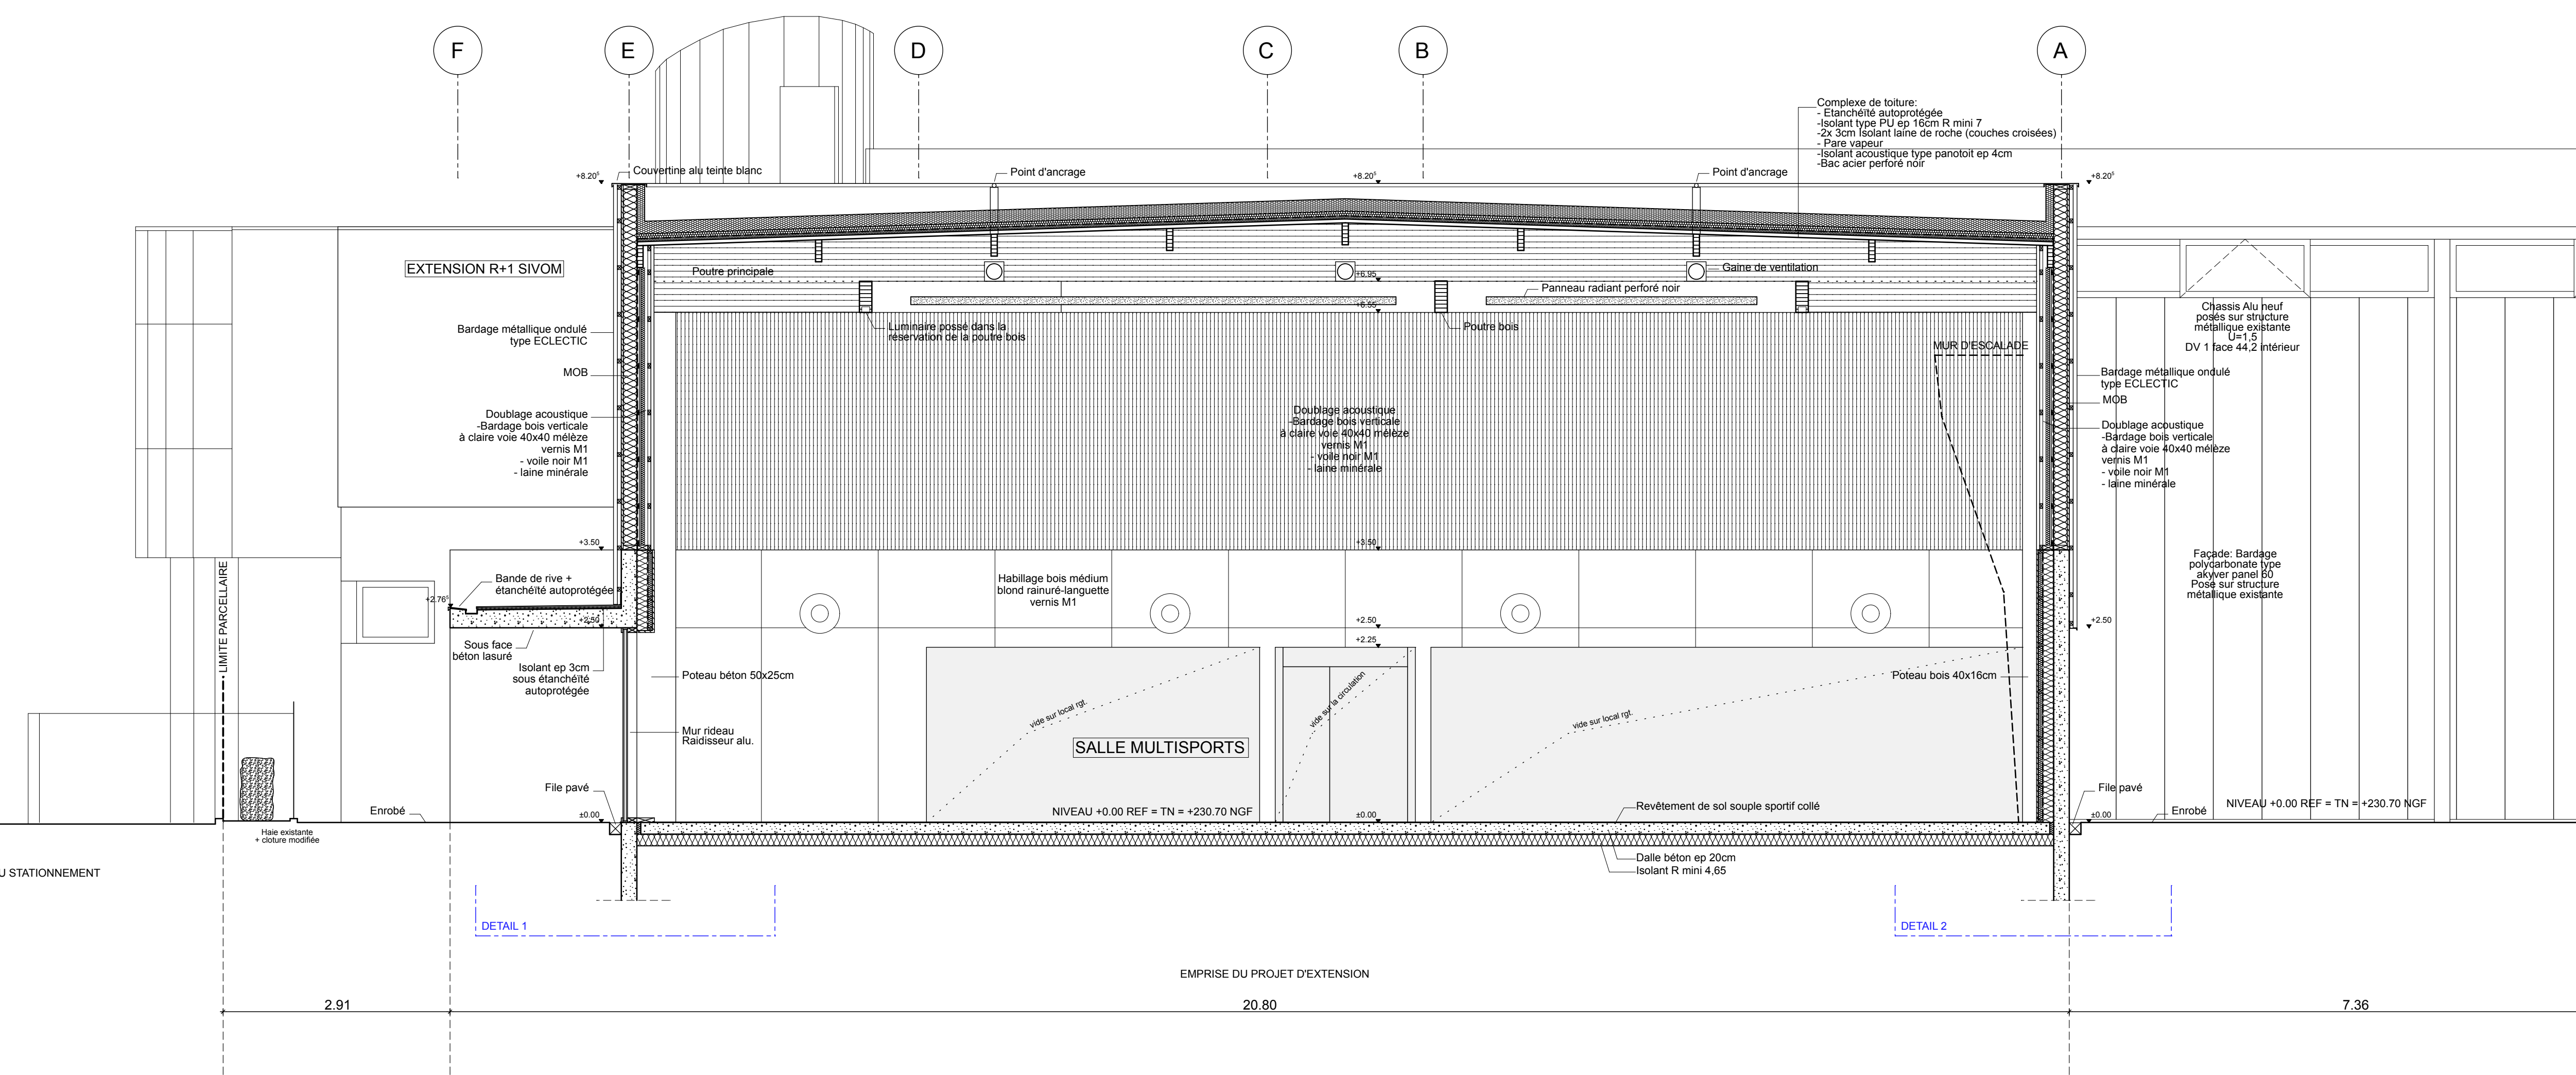 F
E
D
C
B
A
Complexe de toiture:
- Etanchéïté autoprotégée
-Isolant type PU ep 16cm R mini 7
-2x 3cm Isolant laine de roche (couches croisées)
- Pare vapeur
-Isolant acoustique type panotoit ep 4cm
-Bac acier perforé noir
Couvertine alu teinte blanc
Point d'ancrage
Point d'ancrage
+8.20⁵
+8.20⁵
+8.20⁵
EXTENSION R+1 SIVOM
Poutre principale
+6.95
Gaine de ventilation
Panneau radiant perforé noir
+6.55
Luminaire posse dans la
réservation de la poutre bois
Poutre bois
Bardage métallique ondulé
type ECLECTIC
MOB
Doublage acoustique
-Bardage bois verticale
à claire voie 40x40 mélèze
vernis M1
- voile noir M1
- laine minérale
Doublage acoustique
-Bardage bois verticale
à claire voie 40x40 mélèze
vernis M1
- voile noir M1
- laine minérale
MUR D'ESCALADE
Chassis Alu neuf
posés sur structure
métallique existante
U=1,5
DV 1 face 44,2 intérieur
Bardage métallique ondulé
type ECLECTIC
MOB
Doublage acoustique
-Bardage bois verticale
à claire voie 40x40 mélèze
vernis M1
- voile noir M1
- laine minérale
+3.50
+3.50
Façade: Bardage
polycarbonate type
akyver panel 60
Posé sur structure
métallique existante
LIMITE PARCELLAIRE
Bande de rive +
étanchéïté autoprotégée
+2.76⁵
+2.50
Habillage bois médium
blond rainuré-languette
vernis M1
+2.50
+2.25
+2.50
Sous face
béton lasuré
Isolant ep 3cm
sous étanchéïté
autoprotégée
Poteau béton 50x25cm
Poteau bois 40x16cm
Mur rideau
Raidisseur alu.
vide sur local rgt.
vide sur la circulation
vide sur local rgt.
SALLE MULTISPORTS
File pavé
File pavé
Enrobé
±0.00
NIVEAU +0.00 REF = TN = +230.70 NGF
±0.00
Revêtement de sol souple sportif collé
±0.00
Enrobé
NIVEAU +0.00 REF = TN = +230.70 NGF
Haie existante
+ cloture modifiée
Dalle béton ep 20cm
Isolant R mini 4,65
U STATIONNEMENT
DETAIL 1
DETAIL 2
EMPRISE DU PROJET D'EXTENSION
2.91
20.80
7.36